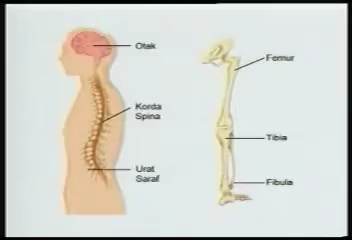 Otak
Korda
Spina
Urat
Saraf
Femur
Tibia
Fibula